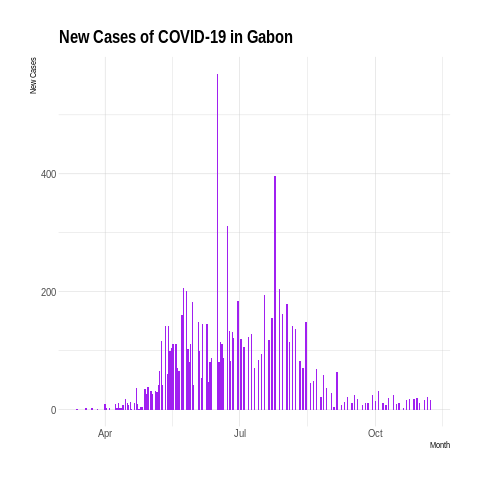 New Cases of COVID-19 in Gabon
New Cases
400
200
0
Apr
Jul
Oct
Month